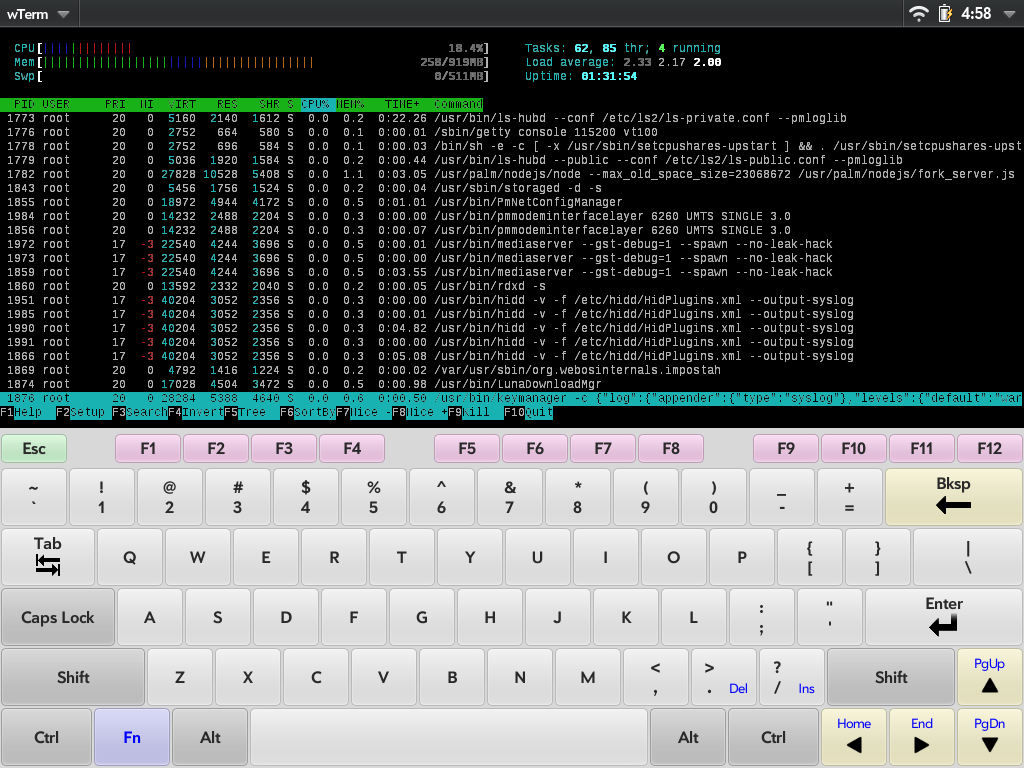 wTerm 4:58
CPU[||||||||||||| 18.4%] Tasks: 62, 85 thr; 4 running
Mem[||||||||||||||||||||||||||||||||||||||| 258/919MB] Load average: 2.33 2.17 2.00
Swp[ 0/511MB] Uptime: 01:31:54
PID USER PRI NI VIRT RES SHR S CPU% MEM% TIME+ Command
1773 root 20 0 5160 2140 1612 S 0.0 0.2 0:22.26 /usr/bin/ls-hubd --conf /etc/ls2/ls-private.conf --pmloglib
1776 root 20 0 2752 664 580 S 0.0 0.1 0:00.00 /sbin/getty console 115200 vt100
1778 root 20 0 2752 696 584 S 0.0 0.1 0:00.03 /bin/sh -e -c [ -x /usr/sbin/setcpushares-upstart ] && . /usr/sbin/setcpushares-upst
1779 root 20 0 5036 1920 1584 S 0.0 0.2 0:00.44 /usr/bin/ls-hubd --public --conf /etc/ls2/ls-public.conf --pmloglib
1782 root 20 0 27828 10528 5408 S 0.0 1.1 0:03.05 /usr/palm/nodejs/node --max_old_space_size=23068672 /usr/palm/nodejs/fork_server.js
1843 root 20 0 5456 1756 1524 S 0.0 0.2 0:00.04 /usr/sbin/storaged -d -s
1855 root 20 0 18972 4944 4172 S 0.0 0.5 0:01.01 /usr/bin/PmNetConfigManager
1984 root 20 0 14232 2488 2204 S 0.0 0.3 0:00.00 /usr/bin/pmmodeminterfacelayer 6260 UMTS SINGLE 3.0
1856 root 20 0 14232 2488 2204 S 0.0 0.3 0:00.07 /usr/bin/pmmodeminterfacelayer 6260 UMTS SINGLE 3.0
1972 root 17 -3 22540 4244 3696 S 0.0 0.5 0:00.01 /usr/bin/mediaserver --gst-debug=1 --spawn --no-leak-hack
1973 root 17 -3 22540 4244 3696 S 0.0 0.5 0:00.00 /usr/bin/mediaserver --gst-debug=1 --spawn --no-leak-hack
1859 root 17 -3 22540 4244 3696 S 0.0 0.5 0:03.55 /usr/bin/mediaserver --gst-debug=1 --spawn --no-leak-hack
1860 root 20 0 13592 2332 2040 S 0.0 0.2 0:00.05 /usr/bin/rdxd -s
1951 root 17 -3 40204 3052 2356 S 0.0 0.3 0:00.00 /usr/bin/hidd -v -f /etc/hidd/HidPlugins.xml --output-syslog
1985 root 17 -3 40204 3052 2356 S 0.0 0.3 0:00.01 /usr/bin/hidd -v -f /etc/hidd/HidPlugins.xml --output-syslog
1990 root 17 -3 40204 3052 2356 S 0.0 0.3 0:04.82 /usr/bin/hidd -v -f /etc/hidd/HidPlugins.xml --output-syslog
1991 root 17 -3 40204 3052 2356 S 0.0 0.3 0:00.00 /usr/bin/hidd -v -f /etc/hidd/HidPlugins.xml --output-syslog
1866 root 17 -3 40204 3052 2356 S 0.0 0.3 0:05.08 /usr/bin/hidd -v -f /etc/hidd/HidPlugins.xml --output-syslog
1869 root 20 0 4792 1416 1224 S 0.0 0.2 0:00.02 /var/usr/sbin/org.webosinternals.impostah
1874 root 20 0 17028 4504 3472 S 0.0 0.5 0:00.98 /usr/bin/LunaDownloadMgr
1876 root 20 0 28284 5388 4640 S 0.0 0.6 0:00.50 /usr/bin/keymanager -c {"log":{"appender":{"type":"syslog"},"levels":{"default":"war
F1Help F2Setup F3SearchF4InvertF5Tree F6SortByF7Nice -F8Nice +F9Kill F10Quit
Esc F1 F2 F3 F4 F5 F6 F7 F8 F9 F10 F11 F12
~ ! @ # $ % ^ & * ( ) _ + Bksp
` 1 2 3 4 5 6 7 8 9 0 - =
Tab Q W E R T Y U I O P { } |
[ ] \
Caps Lock A S D F G H J K L : " Enter
; '
Shift Z X C V B N M < > ? Shift PgUp
, . Del / Ins
Ctrl Fn Alt Alt Ctrl Home End PgDn